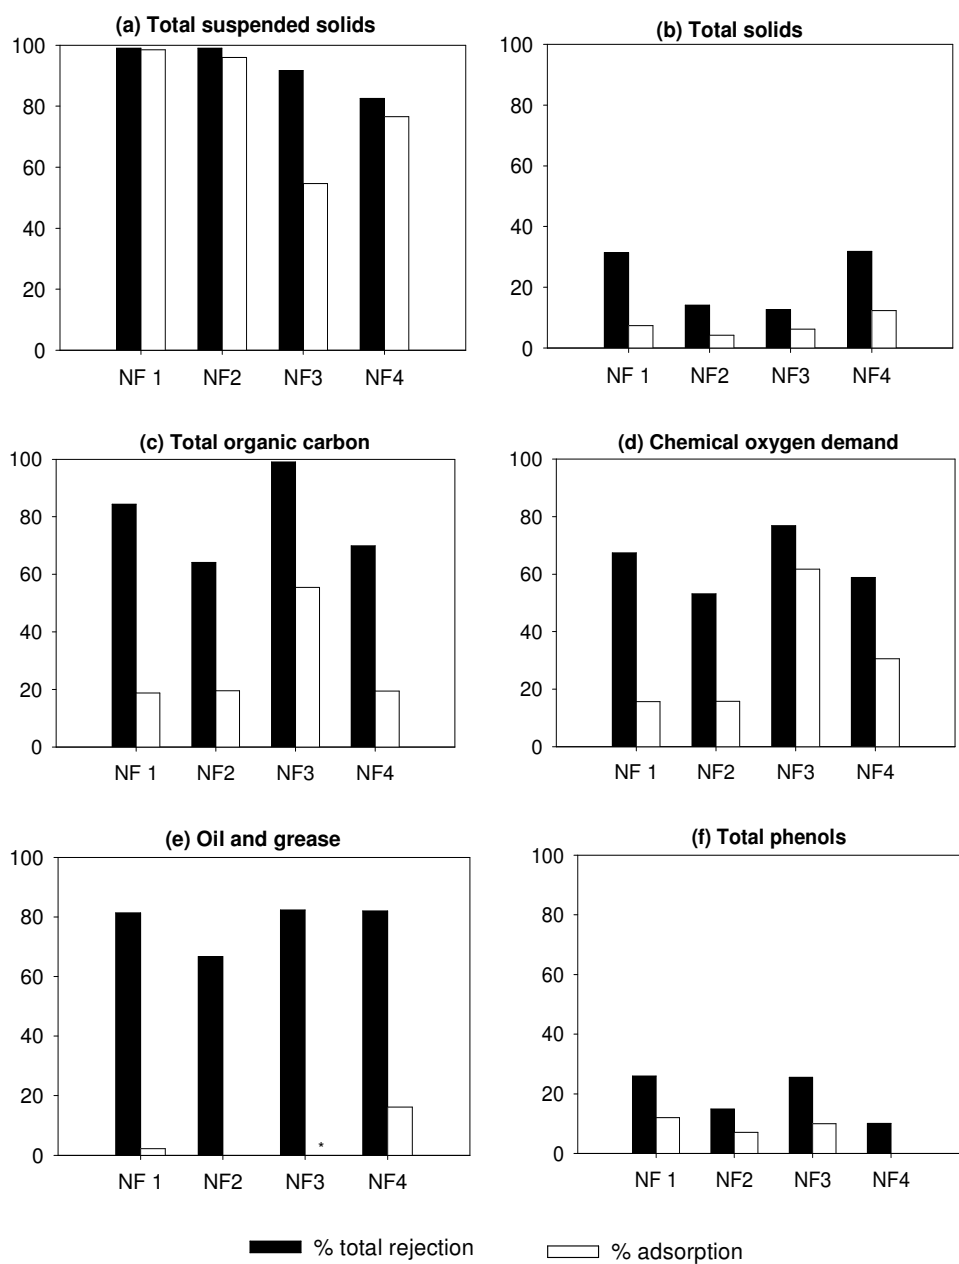 (a) Total suspended solids
100
80
60
40
20
0
NF 1 NF2 NF3 NF4
(b) Total solids
100
80
60
40
20
0
NF 1 NF2 NF3 NF4
(c) Total organic carbon
100
80
60
40
20
0
NF 1 NF2 NF3 NF4
(d) Chemical oxygen demand
100
80
60
40
20
0
NF 1 NF2 NF3 NF4
(e) Oil and grease
100
80
60
40
20
0
*
NF 1 NF2 NF3 NF4
(f) Total phenols
100
80
60
40
20
0
NF 1 NF2 NF3 NF4
% total rejection % adsorption